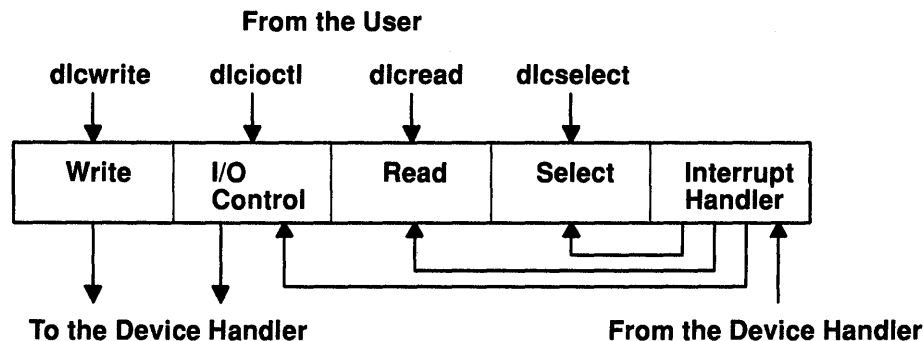 From the User
dlcwrite dlcioctl dlcread dlcselect
Write I/O Read Select Interrupt
Control Handler
To the Device Handler From the Device Handler